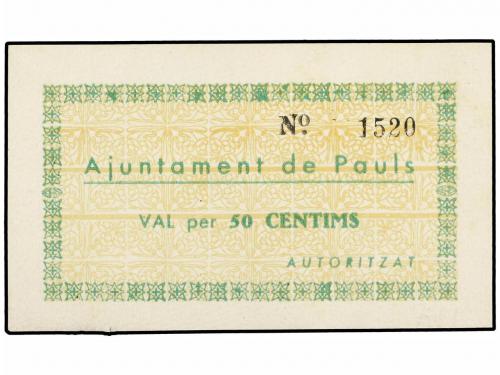 Nº. 1520
Ajuntament de Pauls
VAL per 50 CENTIMS
AUTORITZAT